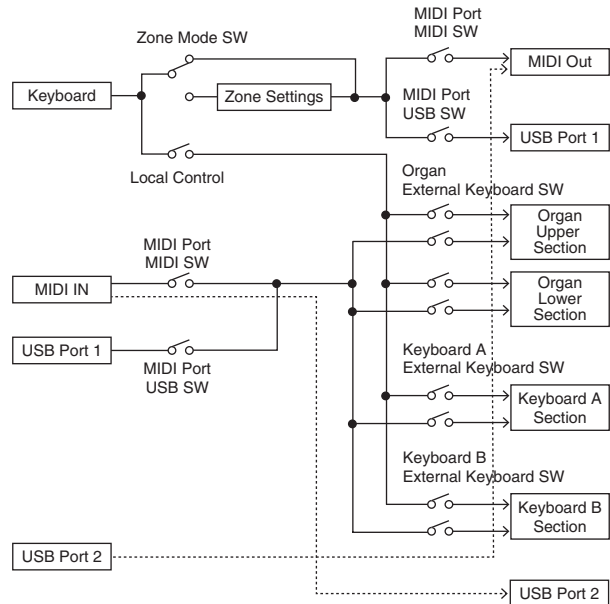 MIDI Port
MIDI SW
Zone Mode SW
MIDI Out
Keyboard
Zone Settings
MIDI Port
USB SW
USB Port 1
Local Control
Organ
External Keyboard SW
Organ
Upper
Section
MIDI Port
MIDI SW
MIDI IN
Organ
Lower
Section
USB Port 1
MIDI Port
USB SW
Keyboard A
External Keyboard SW
Keyboard A
Section
Keyboard B
External Keyboard SW
Keyboard B
Section
USB Port 2
USB Port 2